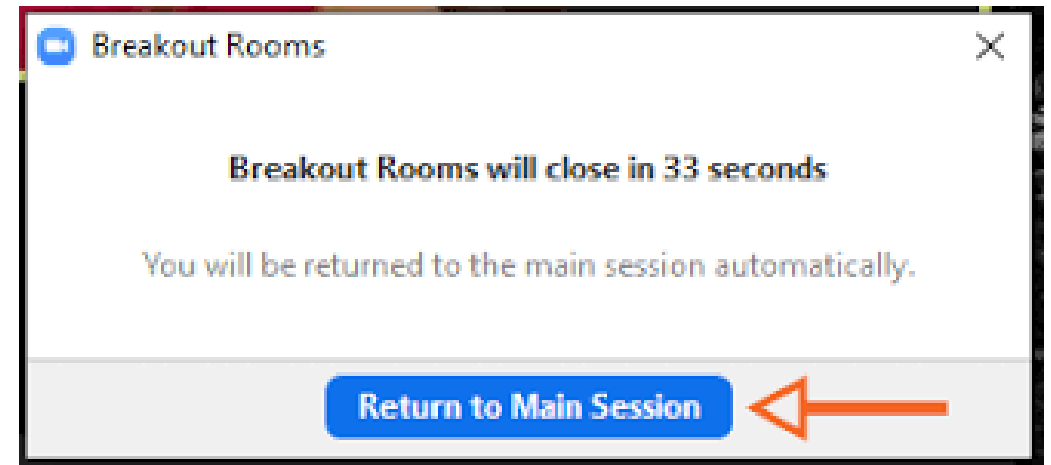 Breakout Rooms
Breakout Rooms will close in 33 seconds
You will be returned to the main session automatically.
Return to Main Session